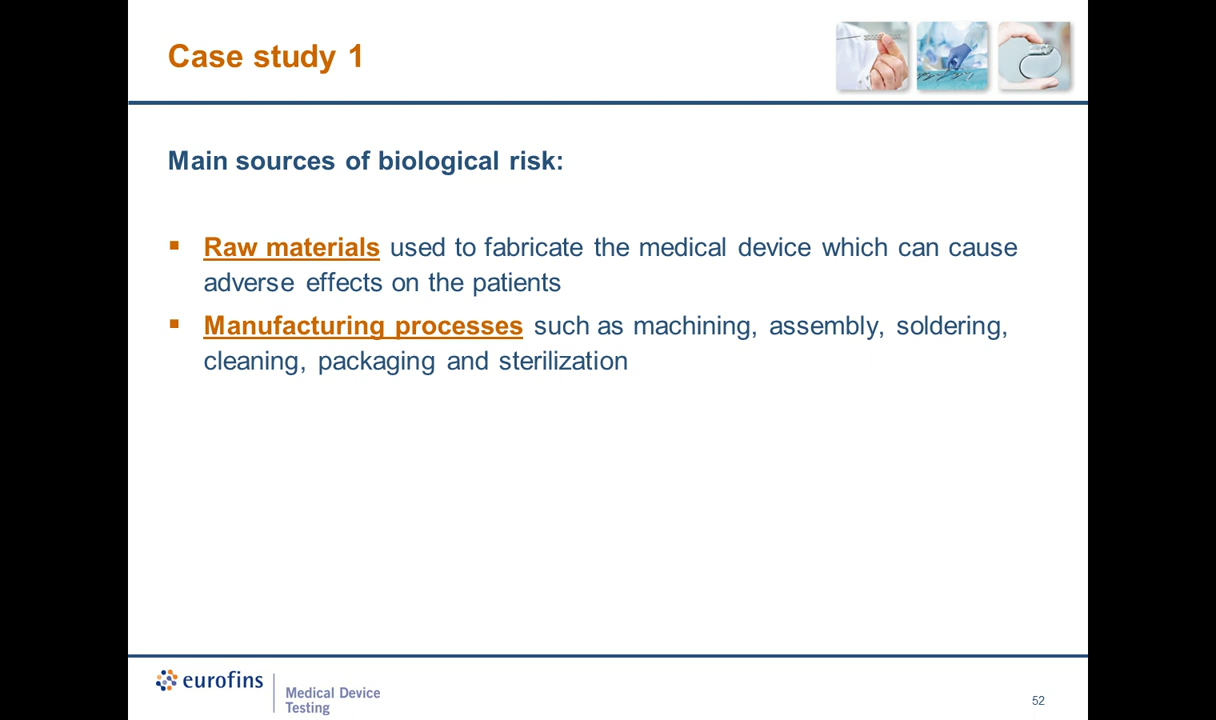 Case study 1
Main sources of biological risk:
▪ Raw materials used to fabricate the medical device which can cause
adverse effects on the patients
▪ Manufacturing processes such as machining, assembly, soldering,
cleaning, packaging and sterilization
eurofins
Medical Device
Testing
52